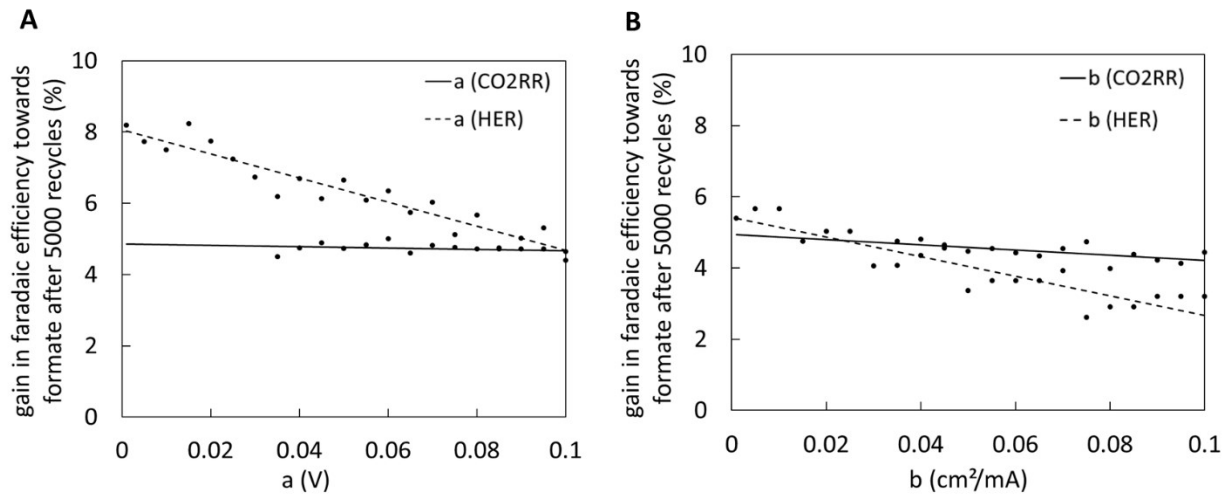 A
gain in faradaic efficiency towards
formate after 5000 recycles (%)
10
8
6
4
2
0
a (CO2RR)
a (HER)
0 0.02 0.04 0.06 0.08 0.1
a (V)
B
gain in faradaic efficiency towards
formate after 5000 recycles (%)
10
8
6
4
2
0
b (CO2RR)
b (HER)
0 0.02 0.04 0.06 0.08 0.1
b (cm²/mA)